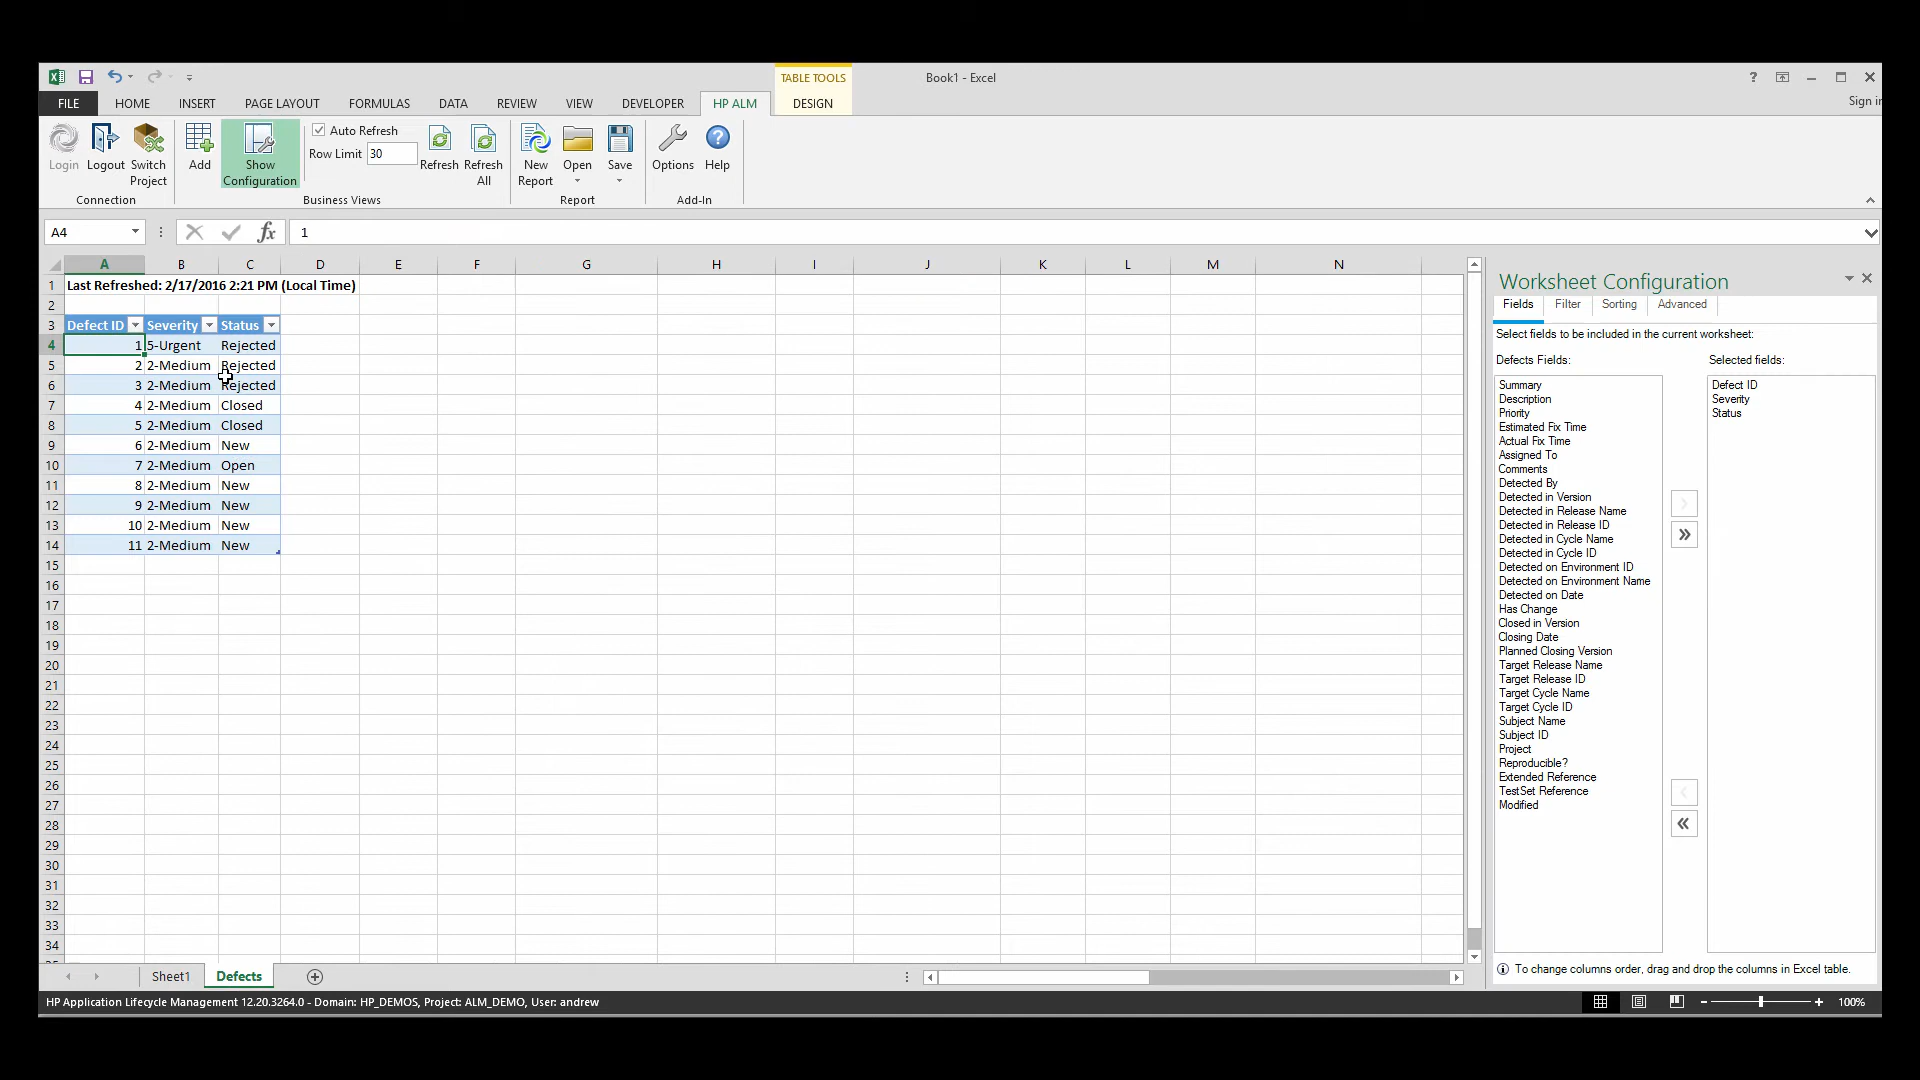 Book1 - Excel
TABLE TOOLS
?
FILE HOME INSERT PAGE LAYOUT FORMULAS DATA REVIEW VIEW DEVELOPER HP ALM DESIGN
Sign in
Login Logout Switch Project
Connection
Add Show Configuration
Auto Refresh
Row Limit 30
Refresh Refresh All
Business Views
New Report Open Save
Report
Options Help
Add-In
A4 fx 1
A B C D E F G H I J K L M N
1 Last Refreshed: 2/17/2016 2:21 PM (Local Time)
2
3 Defect ID Severity Status
4 1 5-Urgent Rejected
5 2 2-Medium Rejected
6 3 2-Medium Rejected
7 4 2-Medium Closed
8 5 2-Medium Closed
9 6 2-Medium New
10 7 2-Medium Open
11 8 2-Medium New
12 9 2-Medium New
13 10 2-Medium New
14 11 2-Medium New
15
16
17
18
19
20
21
22
23
24
25
26
27
28
29
30
31
32
33
34
Worksheet Configuration
Fields Filter Sorting Advanced
Select fields to be included in the current worksheet:
Defects Fields:
Summary
Description
Priority
Estimated Fix Time
Actual Fix Time
Assigned To
Comments
Detected By
Detected in Version
Detected in Release Name
Detected in Release ID
Detected in Cycle Name
Detected in Cycle ID
Detected on Environment ID
Detected on Environment Name
Detected on Date
Has Change
Closed in Version
Closing Date
Planned Closing Version
Target Release Name
Target Release ID
Target Cycle Name
Target Cycle ID
Subject Name
Subject ID
Project
Reproducible?
Extended Reference
TestSet Reference
Modified
Selected fields:
Defect ID
Severity
Status
To change columns order, drag and drop the columns in Excel table.
Sheet1 Defects
HP Application Lifecycle Management 12.20.3264.0 - Domain: HP_DEMOS, Project: ALM_DEMO, User: andrew
100%